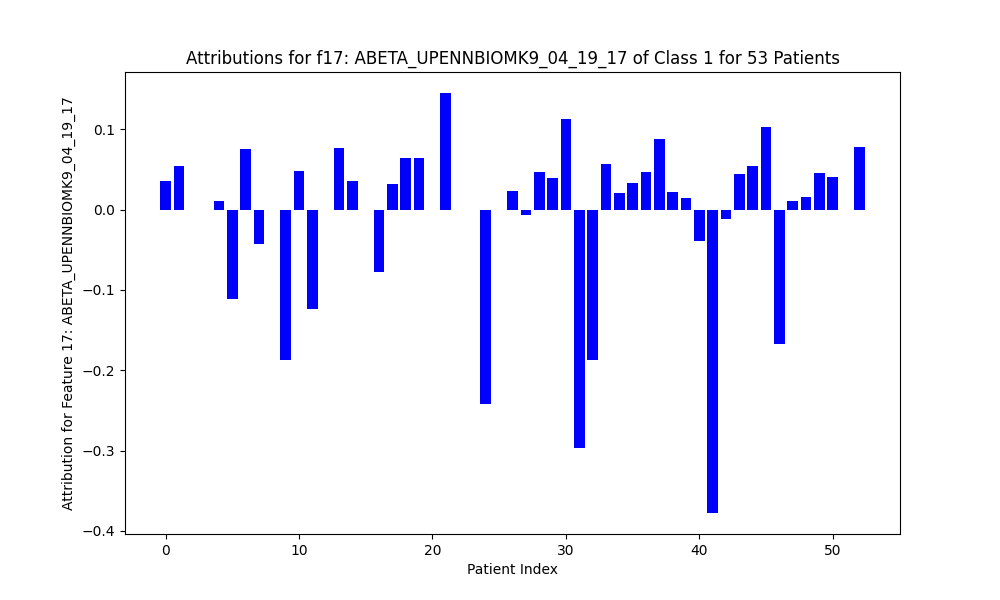 Attributions for f17: ABETA_UPENNBIOMK9_04_19_17 of Class 1 for 53 Patients
Attribution for Feature 17: ABETA_UPENNBIOMK9_04_19_17
0.1
0.0
−0.1
−0.2
−0.3
−0.4
0 10 20 30 40 50
Patient Index